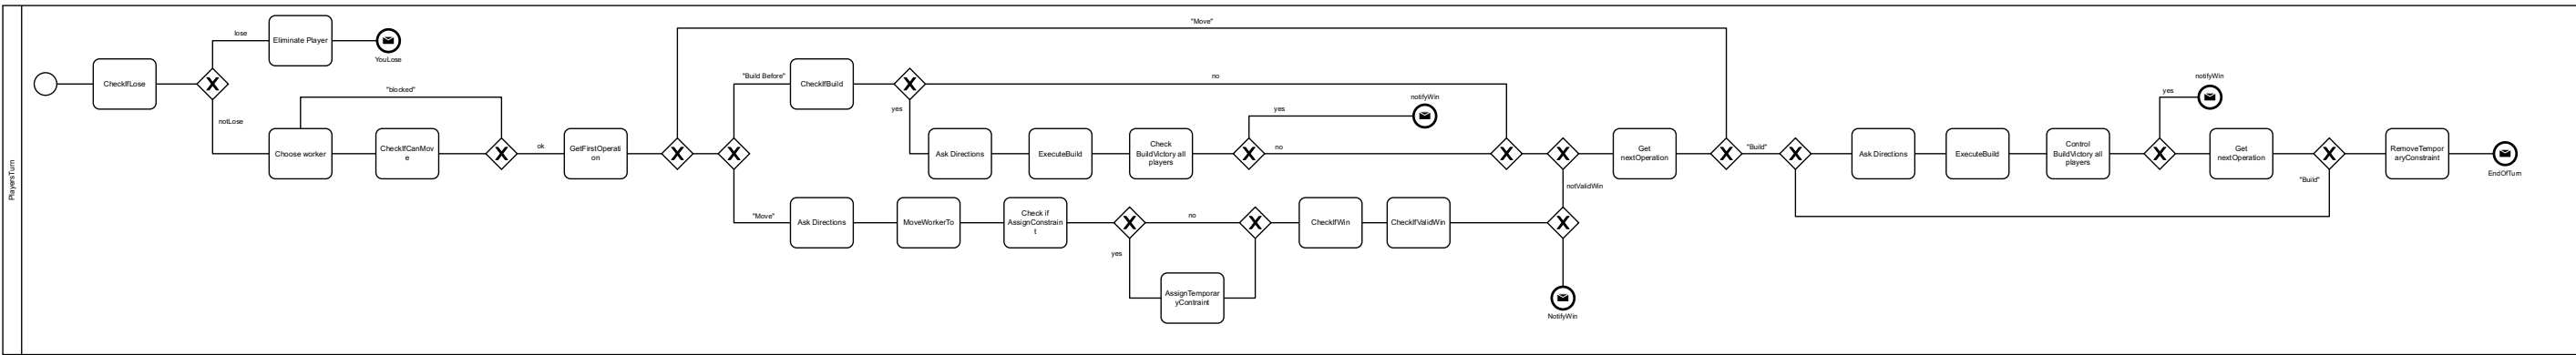 PlayersTurn
CheckIfLose
lose
notLose
Eliminate Player
YouLose
"blocked"
Choose worker
CheckIfCanMov
e
ok
GetFirstOperati
on
"Move"
"Build Before"
CheckIfBuild
no
yes
Ask Directions
ExecuteBuild
Check
BuildVictory all
players
yes
no
notifyWin
"Move"
Ask Directions
MoveWorkerTo
Check if
AssignConstrain
t
no
yes
AssignTemporar
yContraint
CheckIfWin
CheckIfValidWin
notValidWin
NotifyWin
Get
nextOperation
"Build"
Ask Directions
ExecuteBuild
Control
BuildVictory all
players
yes
notifyWin
Get
nextOperation
"Build"
RemoveTempor
aryConstraint
EndOfTurn